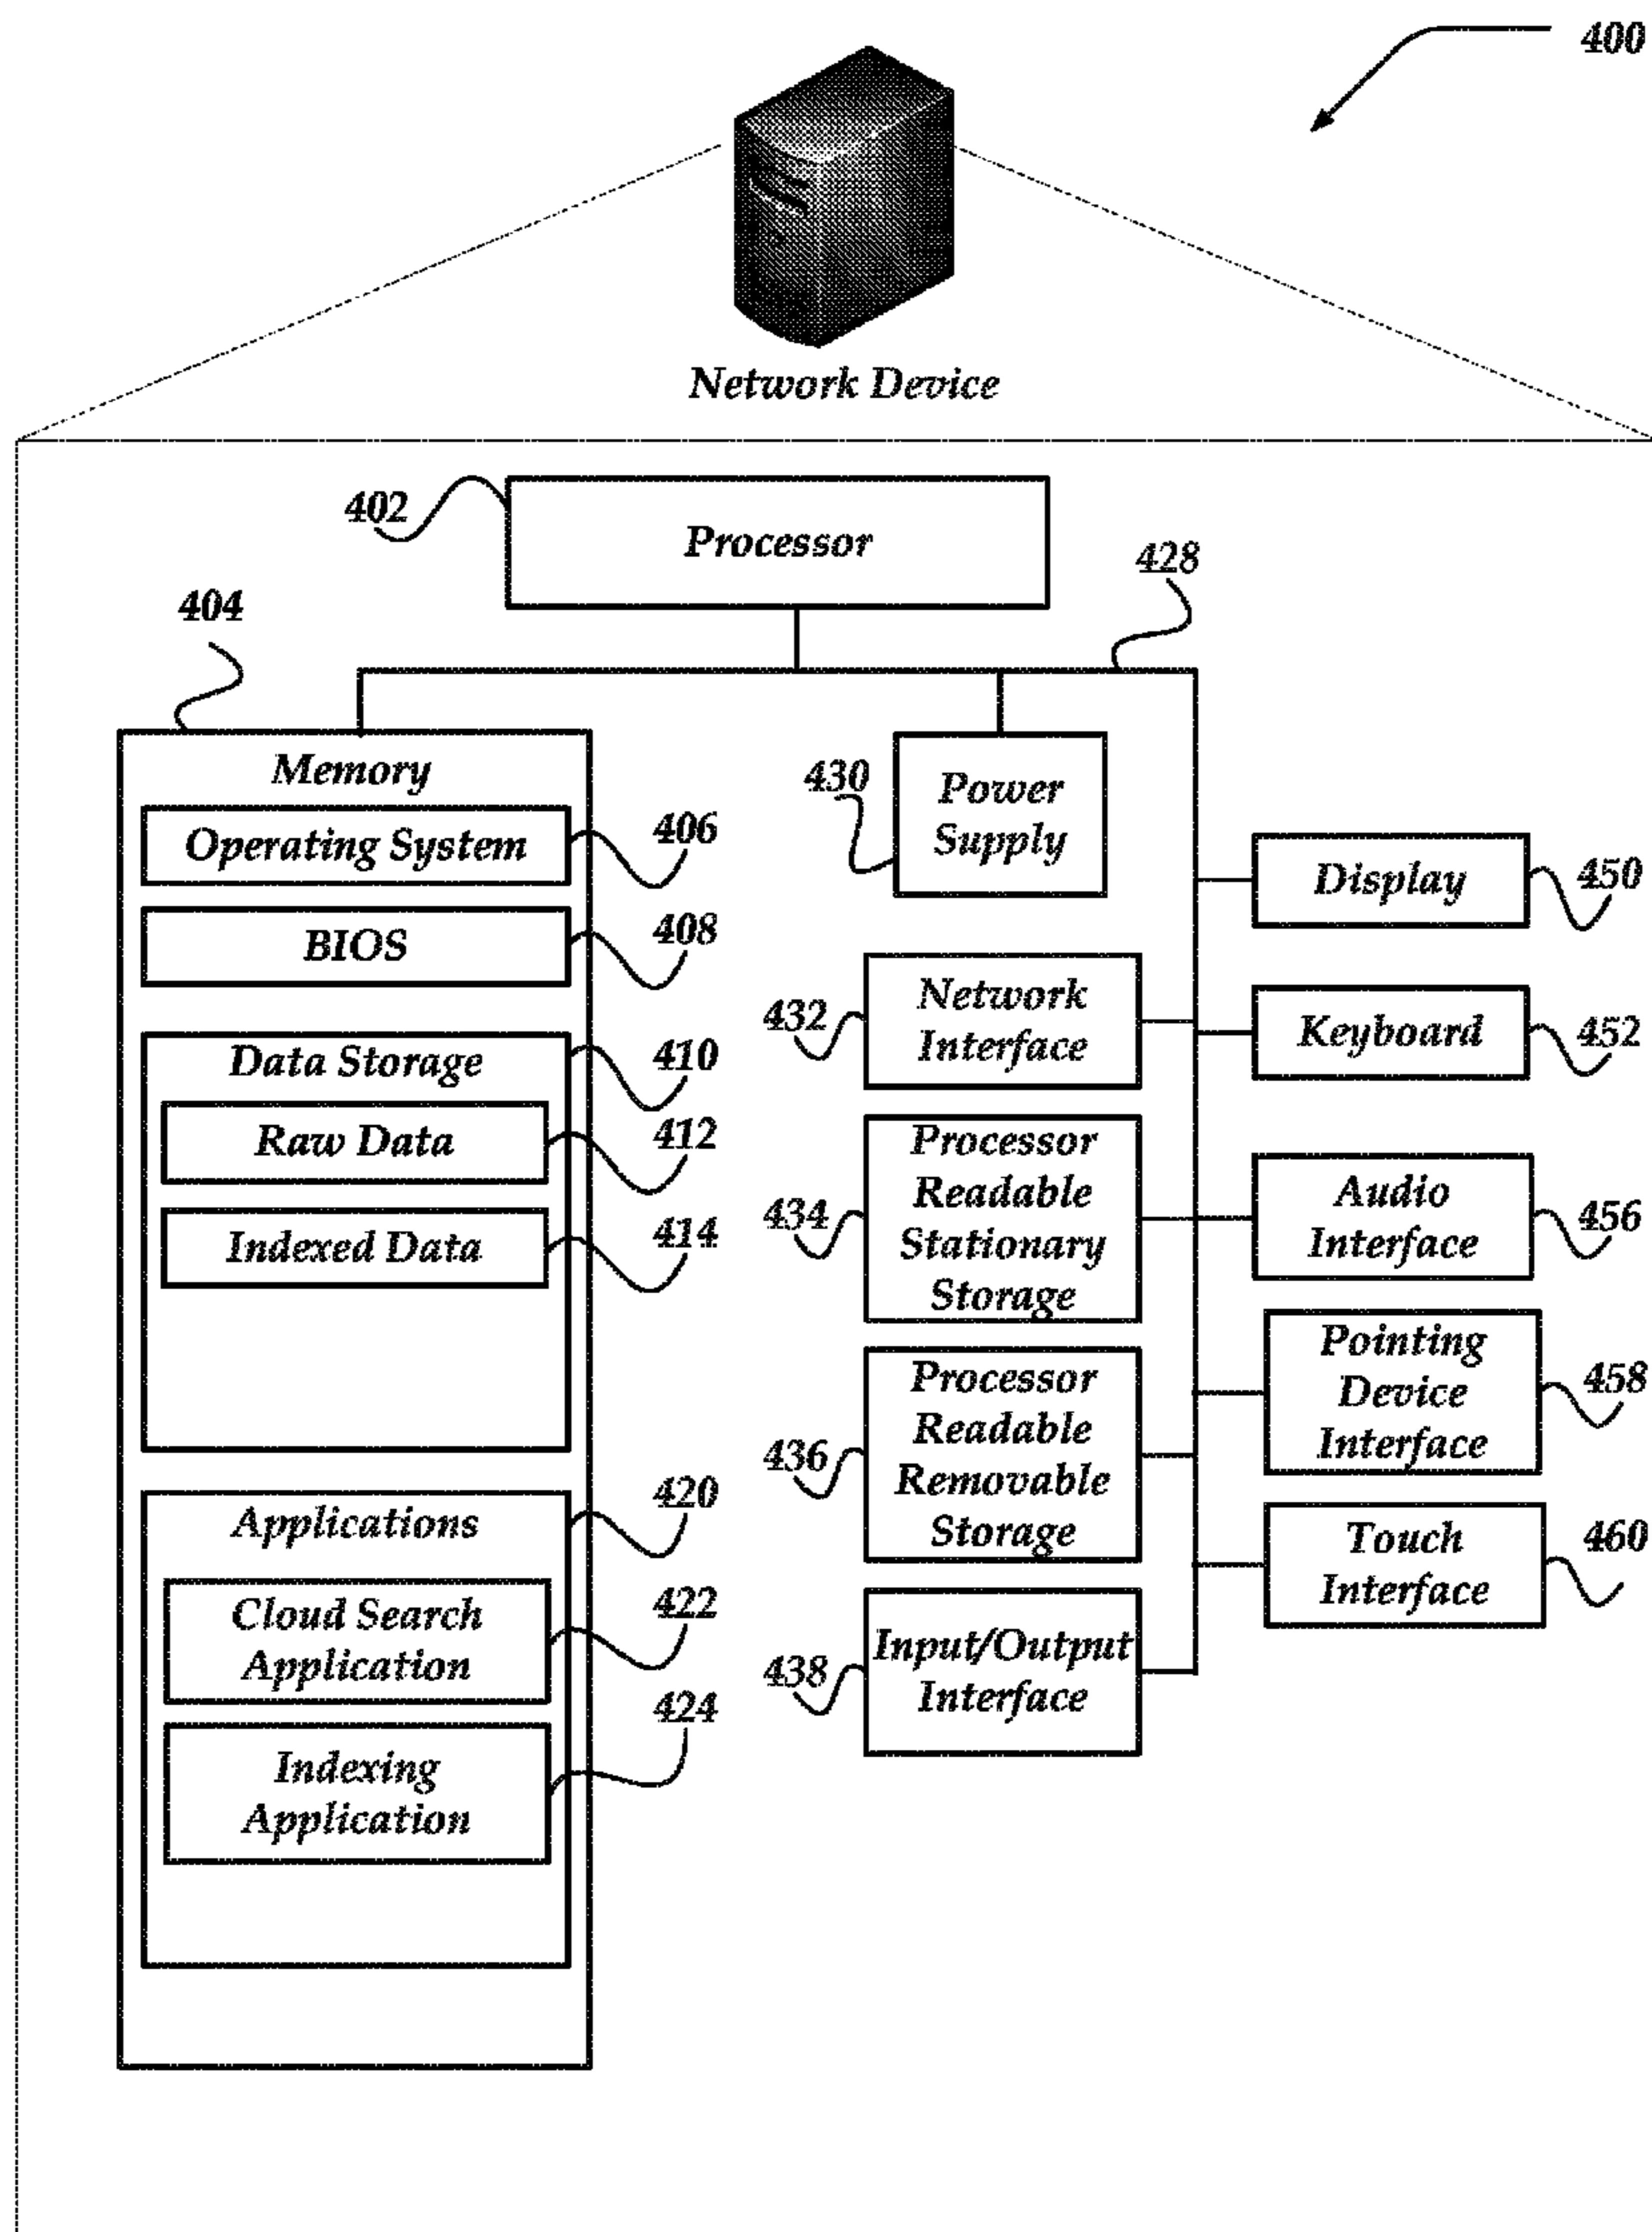 400
Network Device
402
Processor
428
404
Memory
Operating System
406
BIOS
408
Data Storage
410
Raw Data
412
Indexed Data
414
Applications
420
Cloud Search
Application
422
Indexing
Application
424
430
Power
Supply
432
Network
Interface
434
Processor
Readable
Stationary
Storage
436
Processor
Readable
Removable
Storage
438
Input/Output
Interface
Display
450
Keyboard
452
Audio
Interface
456
Pointing
Device
Interface
458
Touch
Interface
460